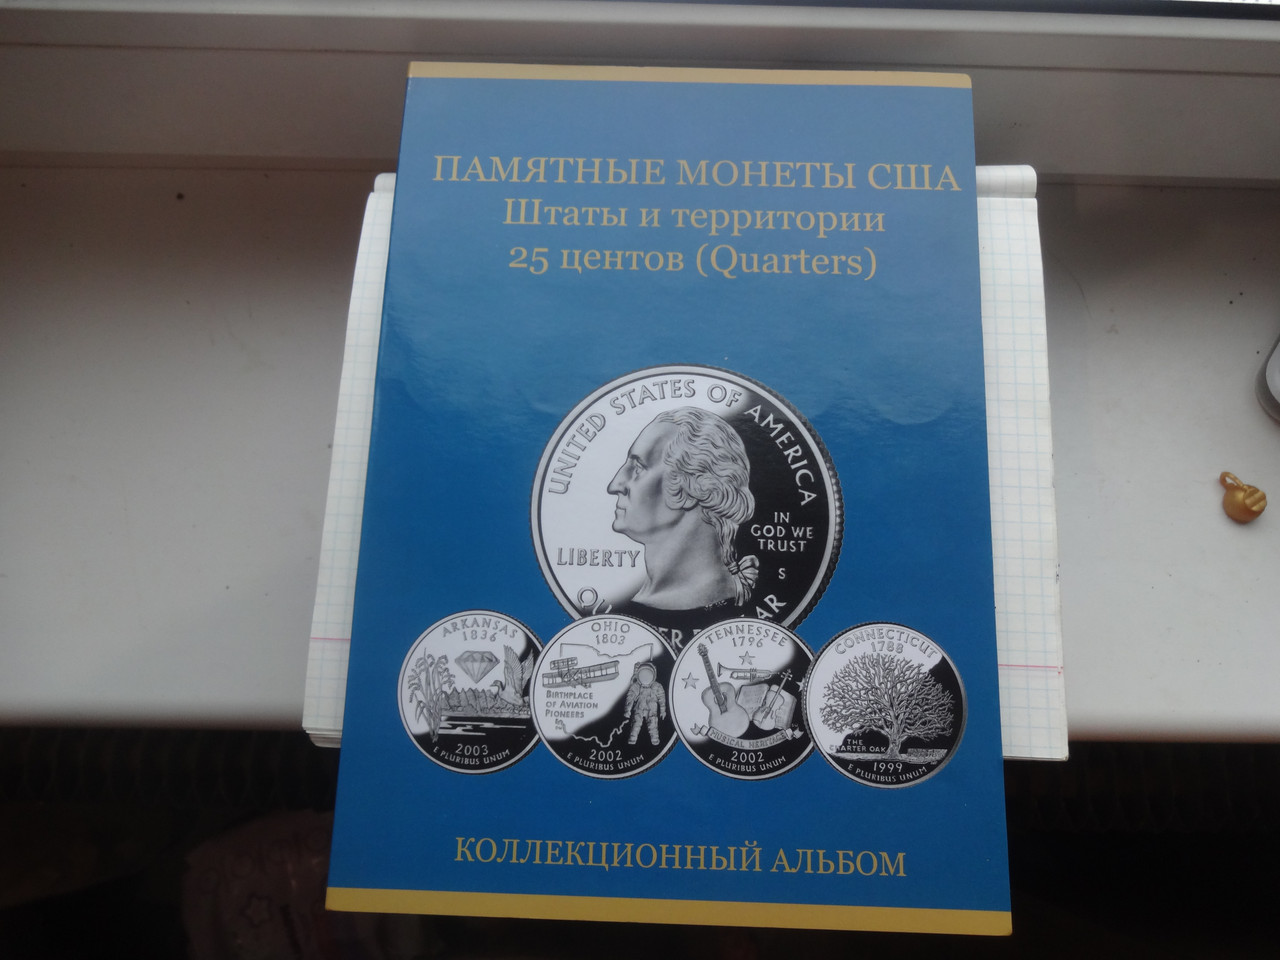 ПАМЯТНЫЕ МОНЕТЫ США
Штаты и территории
25 центов (Quarters)
UNITED STATES OF AMERICA
IN
GOD WE
TRUST
LIBERTY
S
ARKANSAS
1836
2003
E PLURIBUS UNUM
OHIO
1803
BIRTHPLACE
OF AVIATION
PIONEERS
2002
E PLURIBUS UNUM
TENNESSEE
1796
MUSICAL HERITAGE
2002
E PLURIBUS UNUM
CONNECTICUT
1788
THE
CHARTER OAK
1999
E PLURIBUS UNUM
КОЛЛЕКЦИОННЫЙ АЛЬБОМ